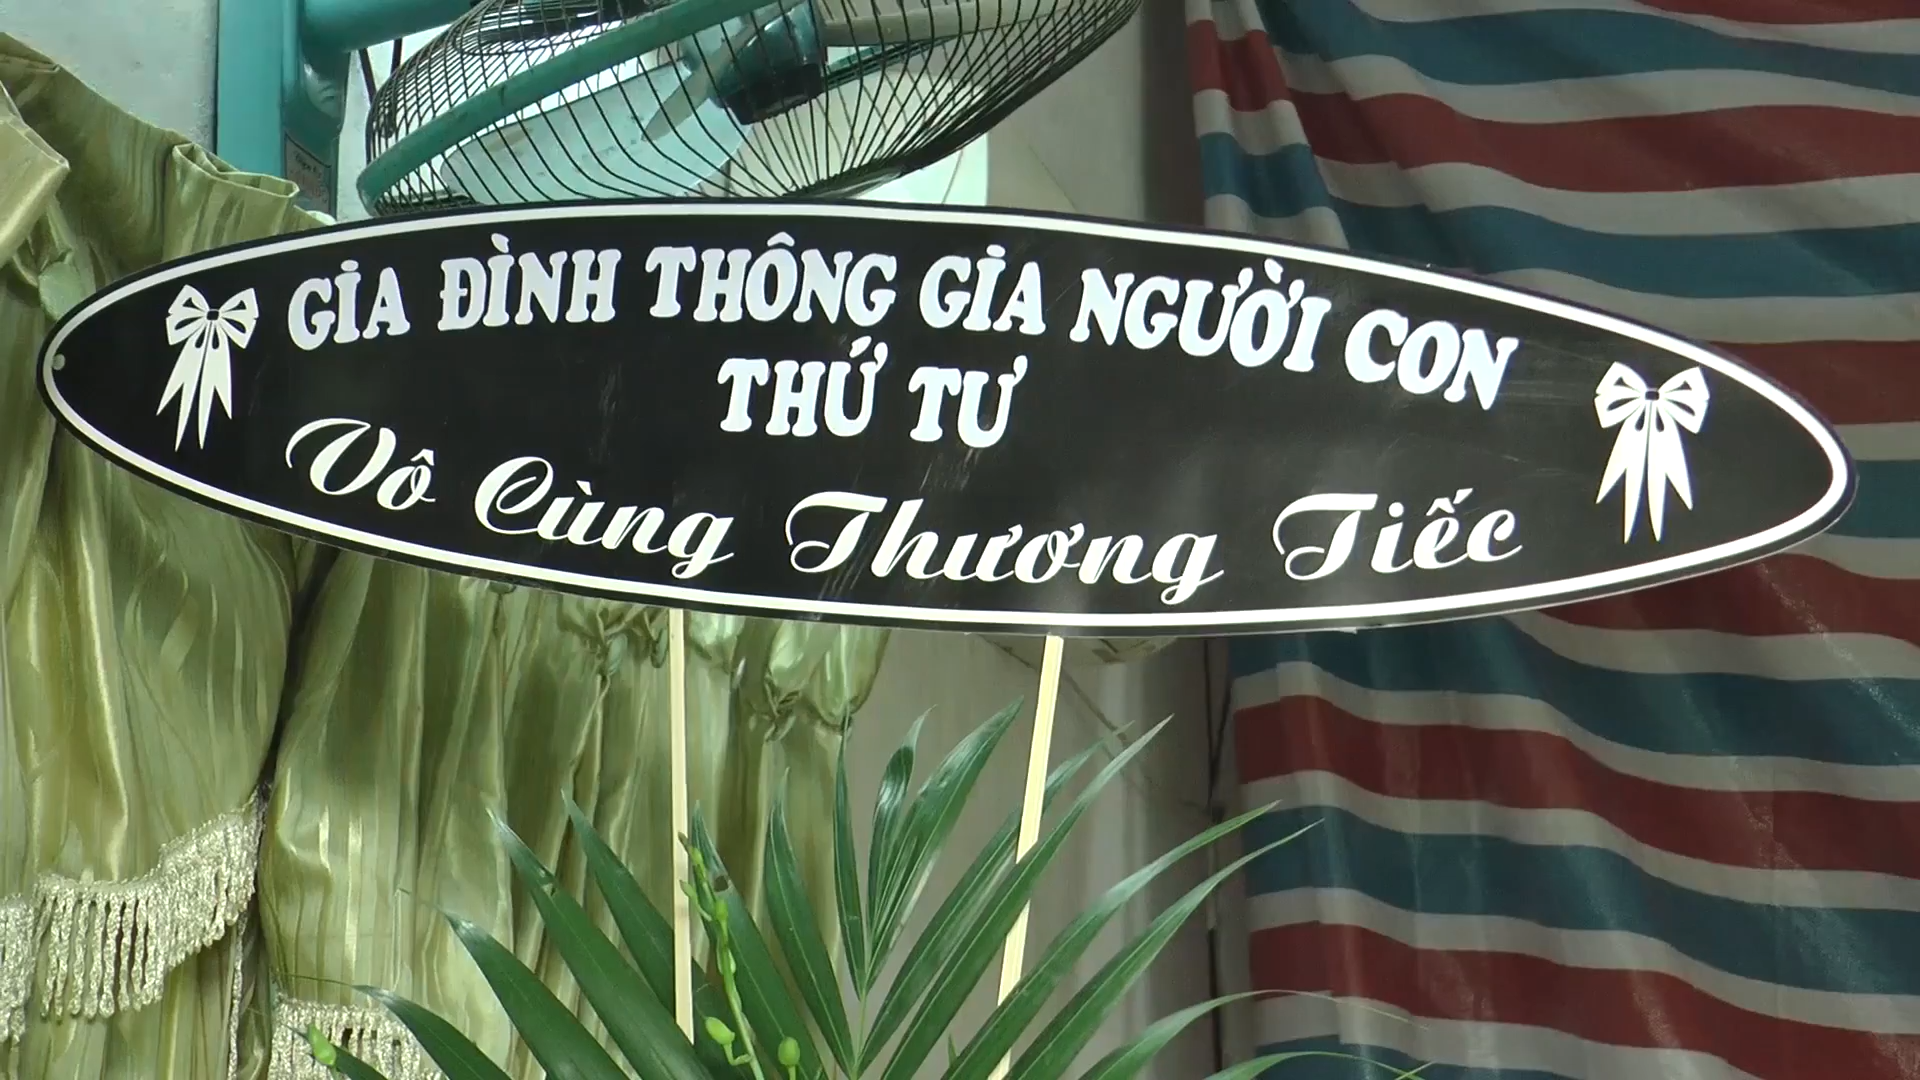 GIA ĐÌNH THÔNG GIA NGƯỜI CON
THỨ TƯ
Vô Cùng Thương Tiếc